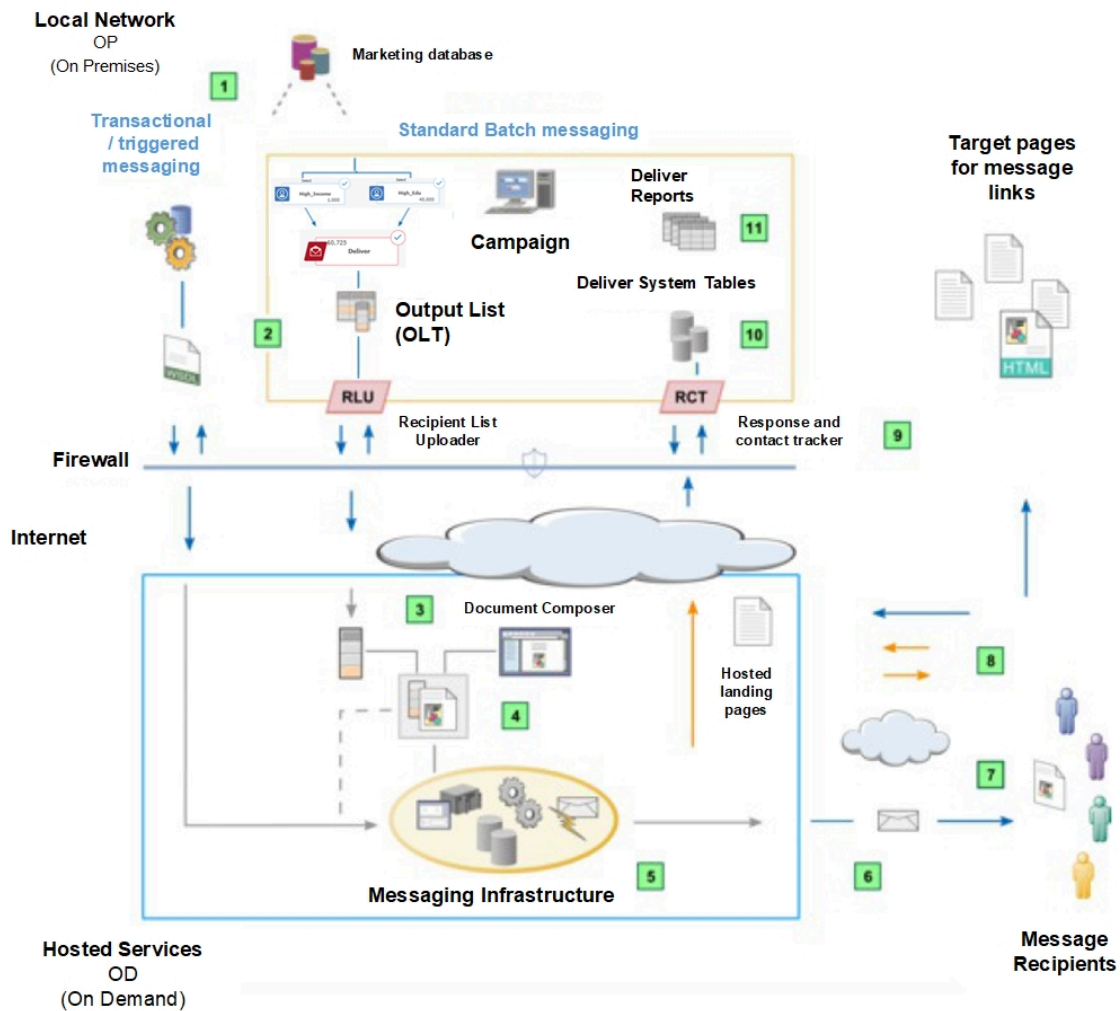 Local Network
OP
(On Premises)
Marketing database
1
Transactional
/ triggered
messaging
Standard Batch messaging
Target pages
for message
links
High_Income
High_Edu
Deliver
Campaign
Deliver
Reports
11
Deliver System Tables
Output List
(OLT)
2
10
WSDL
HTML
RLU
RCT
Recipient List
Uploader
Response and
contact tracker
9
Firewall
Internet
3
Document Composer
8
Hosted
landing
pages
4
7
5
6
Messaging Infrastructure
Hosted Services
OD
(On Demand)
Message
Recipients